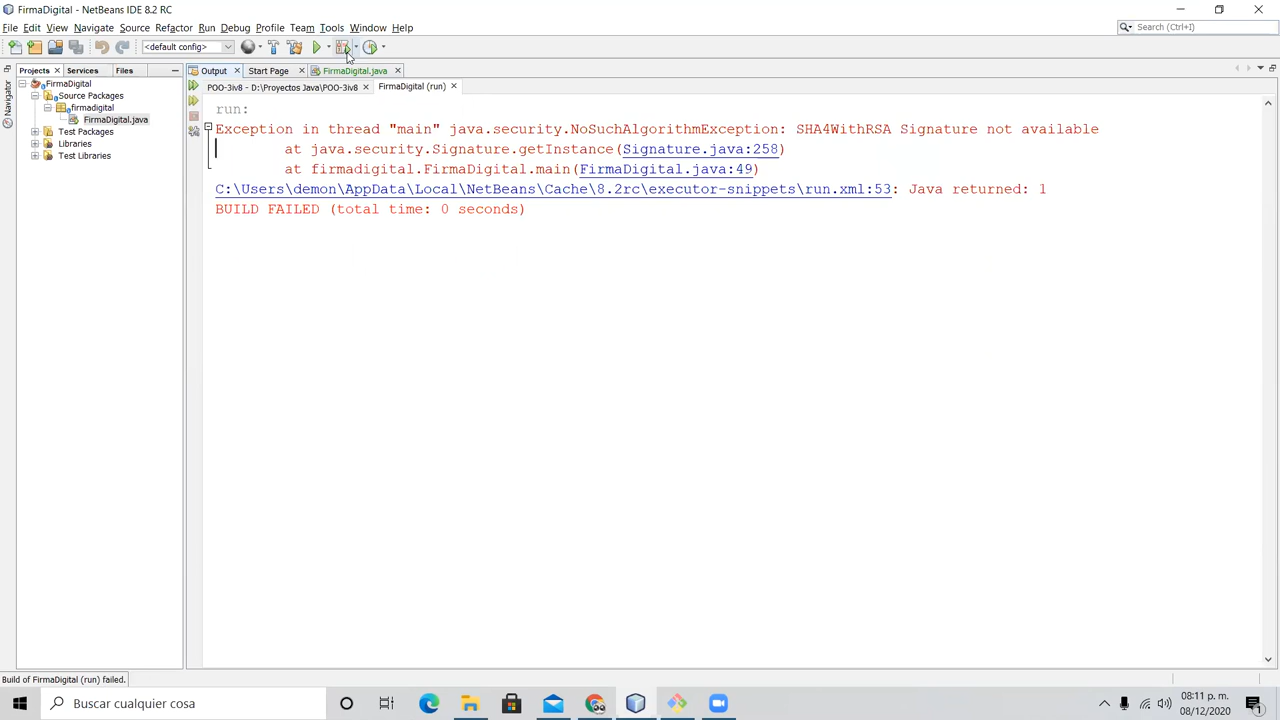 FirmaDigital - NetBeans IDE 8.2 RC
File Edit View Navigate Source Refactor Run Debug Profile Team Tools Window Help
Search (Ctrl+I)
<default config>
Projects Services Files
Output Start Page FirmaDigital.java
Navigator
FirmaDigital
Source Packages
firmadigital
FirmaDigital.java
Test Packages
Libraries
Test Libraries
POO-3iv8 - D:\Proyectos Java\POO-3iv8 FirmaDigital (run)
run:
Exception in thread "main" java.security.NoSuchAlgorithmException: SHA4WithRSA Signature not available
at java.security.Signature.getInstance(Signature.java:258)
at firmadigital.FirmaDigital.main(FirmaDigital.java:49)
C:\Users\demon\AppData\Local\NetBeans\Cache\8.2rc\executor-snippets\run.xml:53: Java returned: 1
BUILD FAILED (total time: 0 seconds)
Build of FirmaDigital (run) failed.
Buscar cualquier cosa
08:11 p. m.
08/12/2020
1